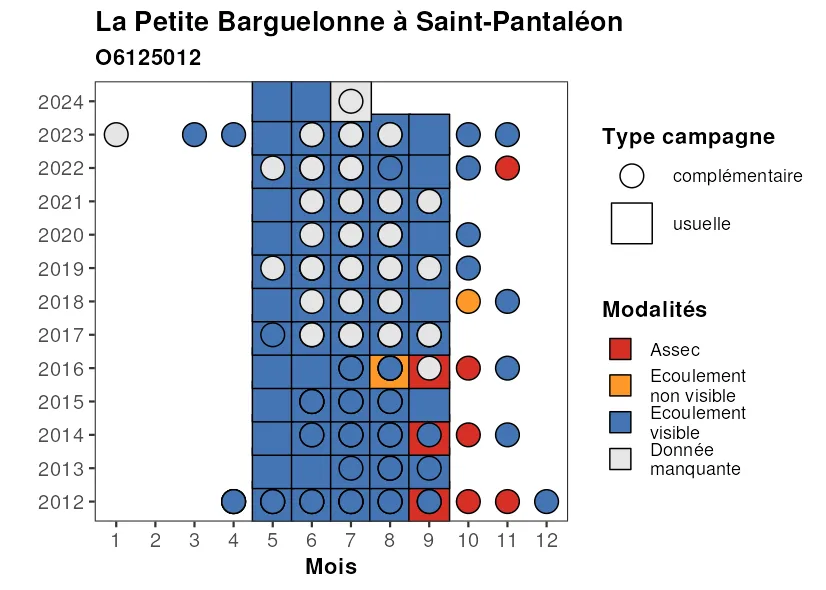 La Petite Barguelonne à Saint-Pantaléon
O6125012
2024
2023
2022
2021
2020
2019
2018
2017
2016
2015
2014
2013
2012
1 2 3 4 5 6 7 8 9 10 11 12
Mois
Type campagne
complémentaire
usuelle
Modalités
Assec
Ecoulement
non visible
Ecoulement
visible
Donnée
manquante